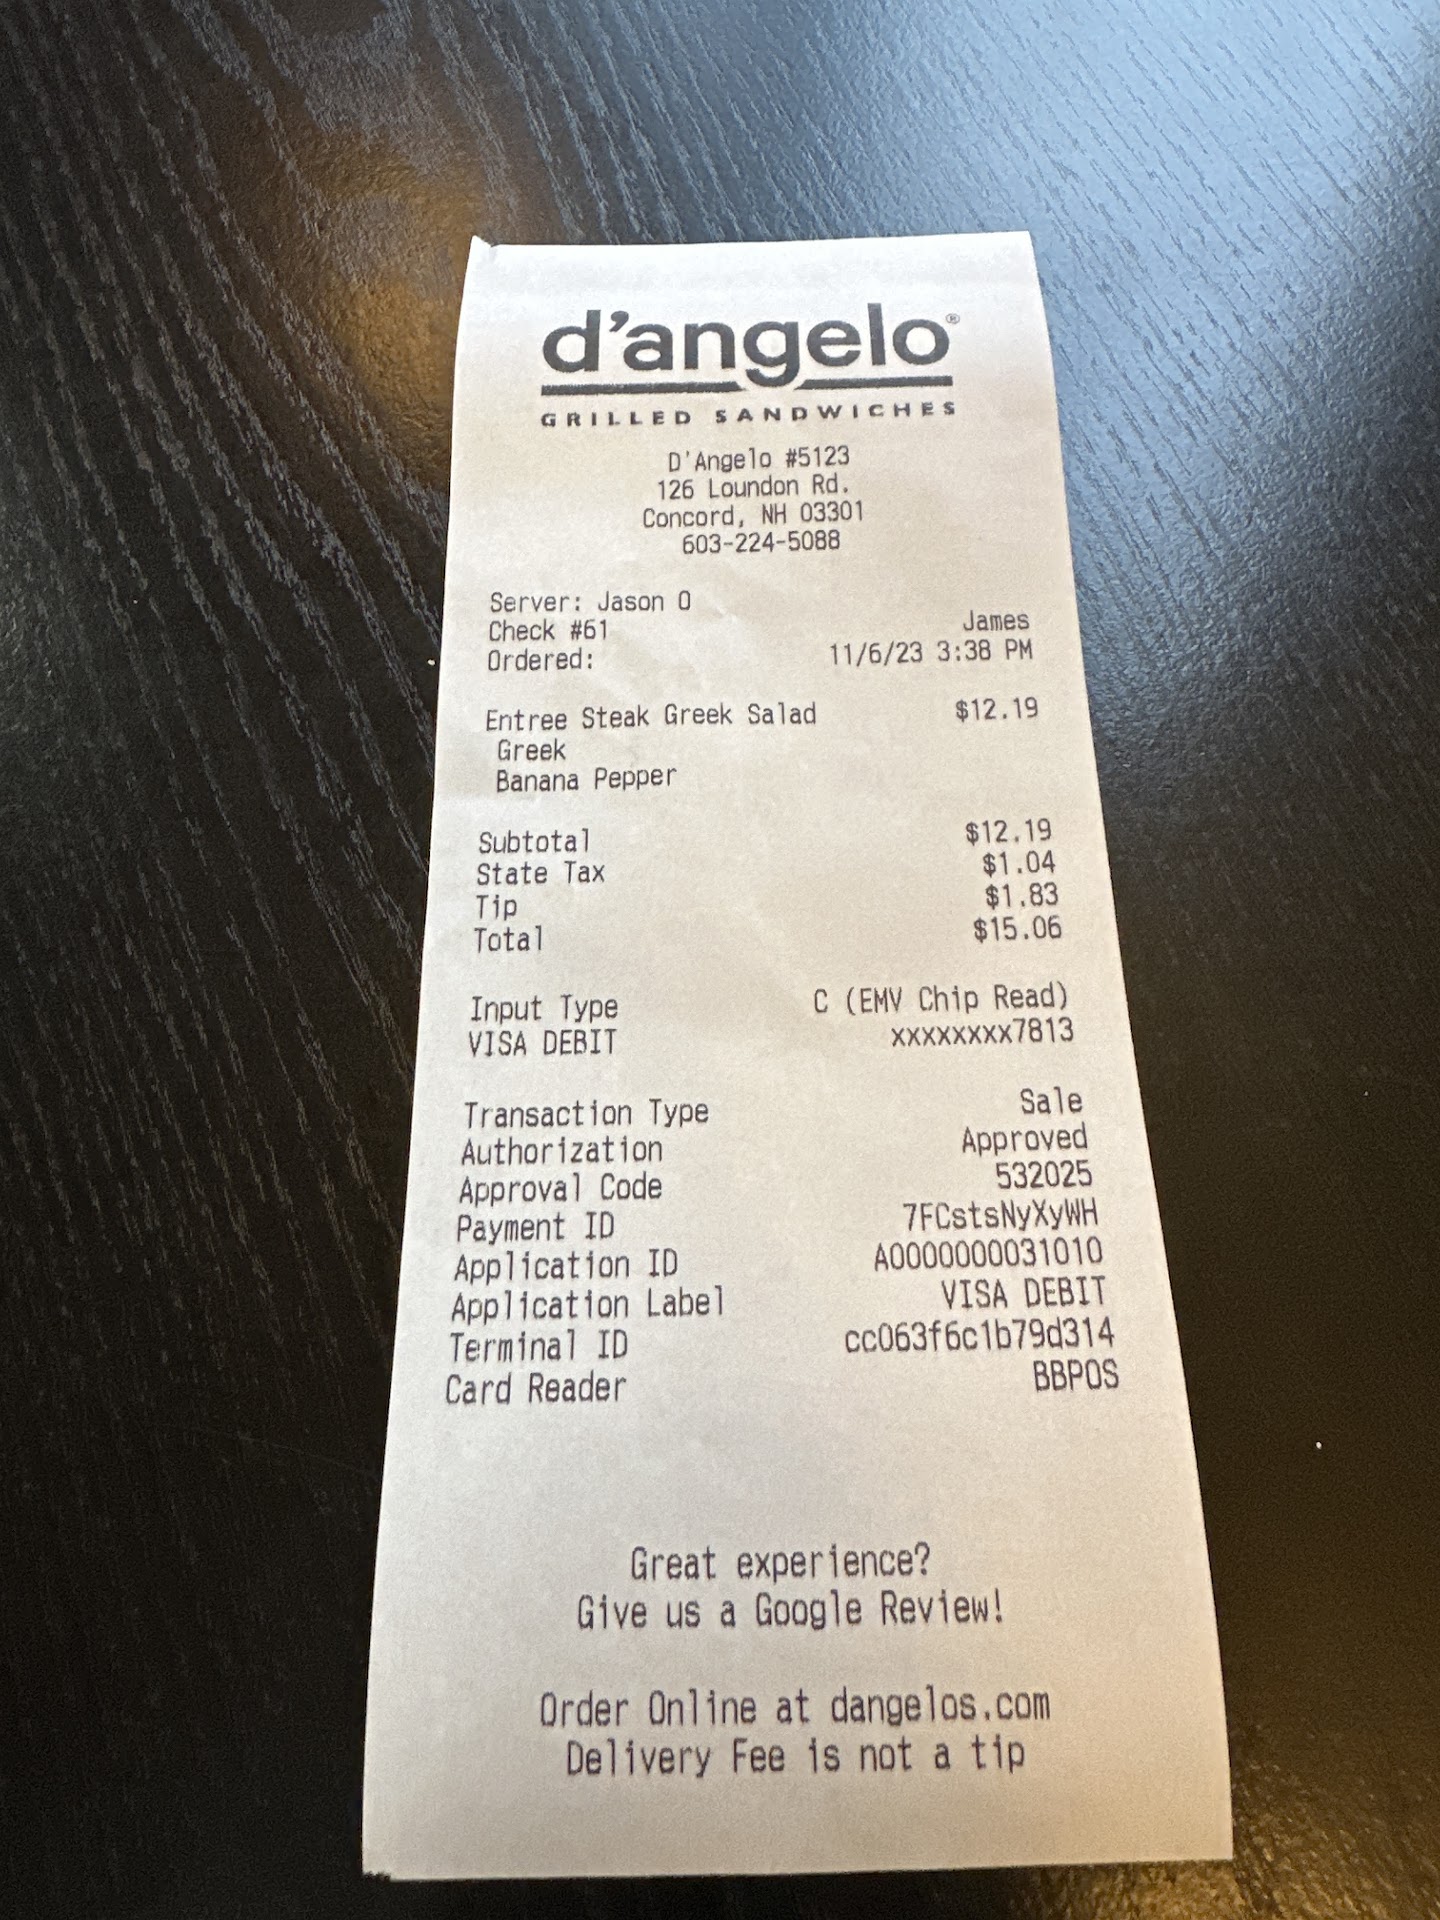 d'angelo®
GRILLED SANDWICHES
D'Angelo #5123
126 Loundon Rd.
Concord, NH 03301
603-224-5088
Server: Jason O
Check #61 James
Ordered: 11/6/23 3:38 PM
Entree Steak Greek Salad $12.19
Greek
Banana Pepper
Subtotal $12.19
State Tax $1.04
Tip $1.83
Total $15.06
Input Type C (EMV Chip Read)
VISA DEBIT xxxxxxxx7813
Transaction Type Sale
Authorization Approved
Approval Code 532025
Payment ID 7FCstsNyXyWH
Application ID A0000000031010
Application Label VISA DEBIT
Terminal ID cc063f6c1b79d314
Card Reader BBPOS
Great experience?
Give us a Google Review!
Order Online at dangelos.com
Delivery Fee is not a tip